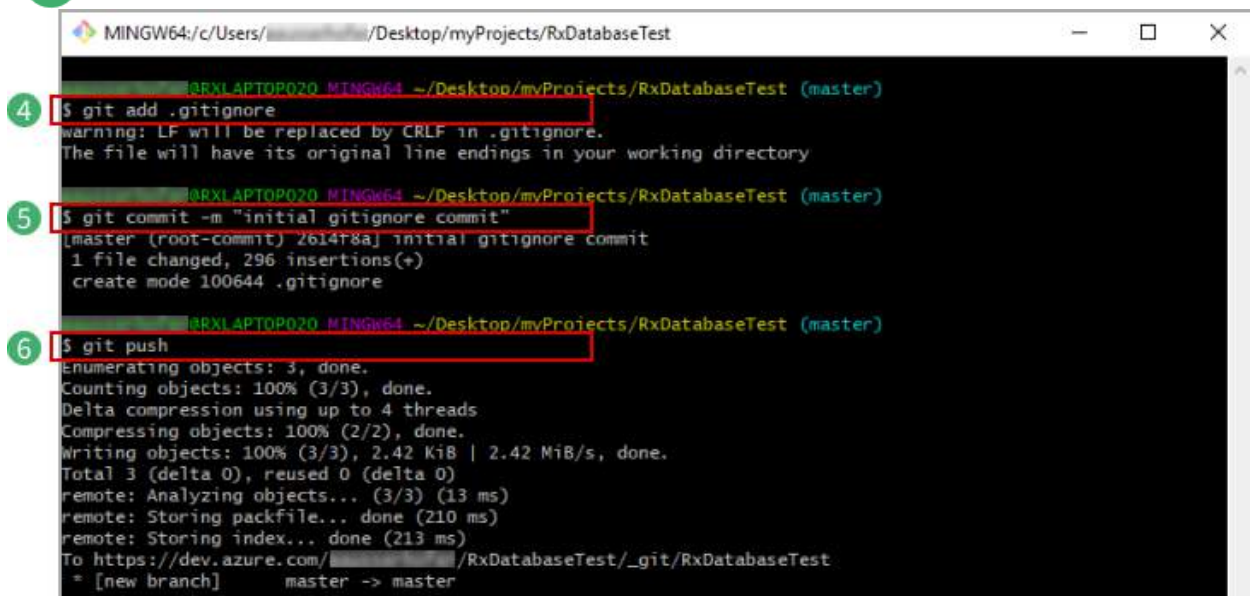 MINGW64:/c/Users/ /Desktop/myProjects/RxDatabaseTest
@RXLAPTOP020 MINGW64 ~/Desktop/myProjects/RxDatabaseTest (master)
4 $ git add .gitignore
warning: LF will be replaced by CRLF in .gitignore.
The file will have its original line endings in your working directory
@RXLAPTOP020 MINGW64 ~/Desktop/myProjects/RxDatabaseTest (master)
5 $ git commit -m "initial gitignore commit"
[master (root-commit) 2614f8a] initial gitignore commit
1 file changed, 296 insertions(+)
create mode 100644 .gitignore
@RXLAPTOP020 MINGW64 ~/Desktop/myProjects/RxDatabaseTest (master)
6 $ git push
Enumerating objects: 3, done.
Counting objects: 100% (3/3), done.
Delta compression using up to 4 threads
Compressing objects: 100% (2/2), done.
Writing objects: 100% (3/3), 2.42 KiB | 2.42 MiB/s, done.
Total 3 (delta 0), reused 0 (delta 0)
remote: Analyzing objects... (3/3) (13 ms)
remote: Storing packfile... done (210 ms)
remote: Storing index... done (213 ms)
To https://dev.azure.com/ /RxDatabaseTest/_git/RxDatabaseTest
* [new branch] master -> master